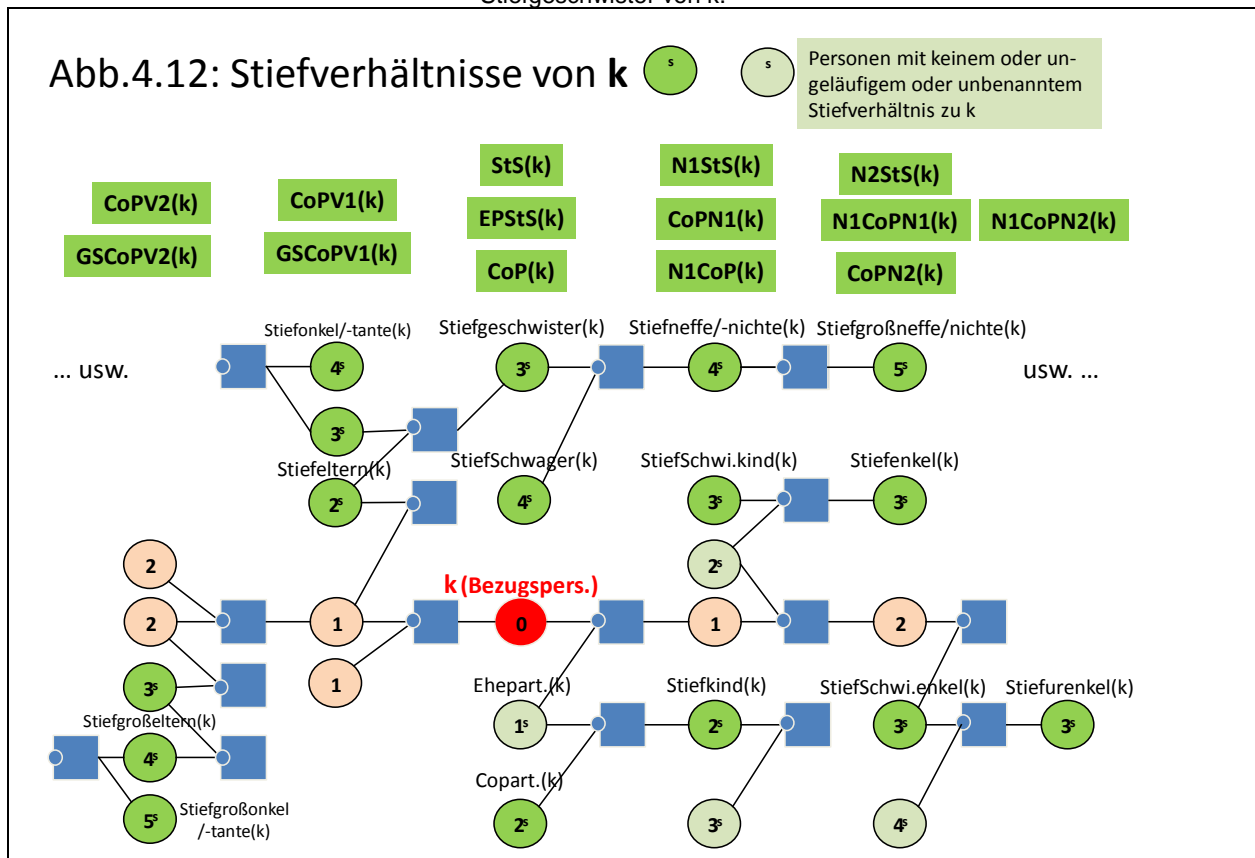 Stiefgeschwister von k.
Abb.4.12: Stiefverhältnisse von k
s
s
Personen mit keinem oder un-
geläufigem oder unbenanntem
Stiefverhältnis zu k
StS(k)
N1StS(k)
N2StS(k)
CoPV2(k)
CoPV1(k)
EPStS(k)
CoPN1(k)
N1CoPN1(k)
N1CoPN2(k)
GSCoPV2(k)
GSCoPV1(k)
CoP(k)
N1CoP(k)
CoPN2(k)
Stiefonkel/-tante(k)
Stiefgeschwister(k)
Stiefneffe/-nichte(k)
Stiefgroßneffe/nichte(k)
... usw.
4s
3s
4s
5s
usw. ...
3s
Stiefeltern(k)
StiefSchwager(k)
StiefSchwi.kind(k)
Stiefenkel(k)
2s
4s
3s
3s
2
2s
k (Bezugspers.)
2
1
0
1
2
1
3s
Ehepart.(k)
Stiefkind(k)
StiefSchwi.enkel(k)
Stiefurenkel(k)
Stiefgroßeltern(k)
1s
2s
3s
3s
4s
Copart.(k)
5s
Stiefgroßonkel
/-tante(k)
2s
3s
4s